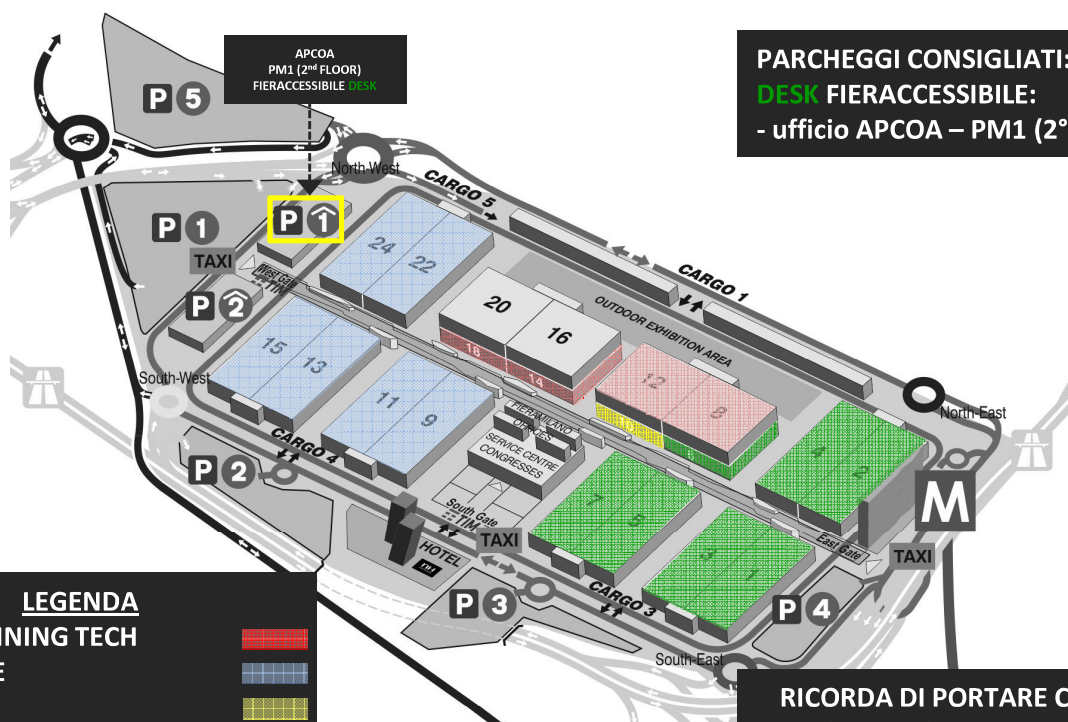 APCOA
PM1 (2nd FLOOR)
FIERACCESSIBILE DESK
PARCHEGGI CONSIGLIATI:
DESK FIERACCESSIBILE:
- ufficio APCOA – PM1 (2°
P 5
North-West
CARGO 5
P 1
P 1
TAXI
West Gate
TIM
P 2
24
22
CARGO 1
OUTDOOR EXHIBITION AREA
20
16
18
14
12
8
10
6
15
13
South-West
11
9
North-East
FIERAMILANO
OFFICES
SERVICE CENTRE
CONGRESSES
4
2
CARGO 4
P 2
7
5
M
South Gate
TIM
TAXI
HOTEL
NH
3
1
East Gate
TAXI
CARGO 3
P 3
P 4
South-East
LEGENDA
NING TECH
E
RICORDA DI PORTARE C